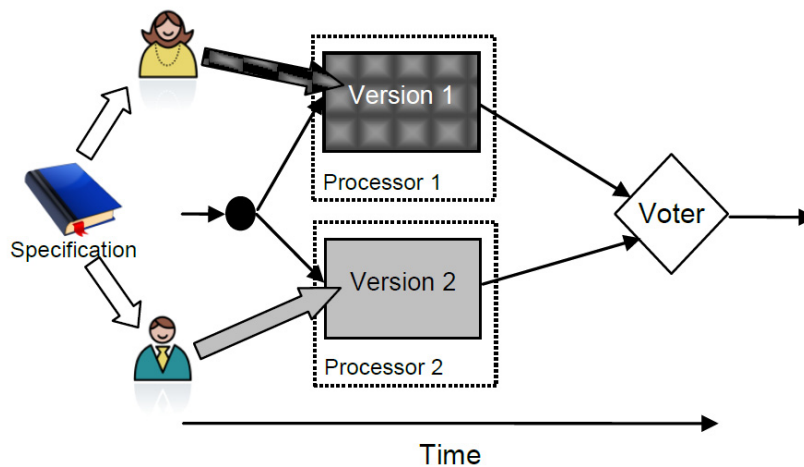 Version 1
Processor 1
Specification
Voter
Version 2
Processor 2
Time